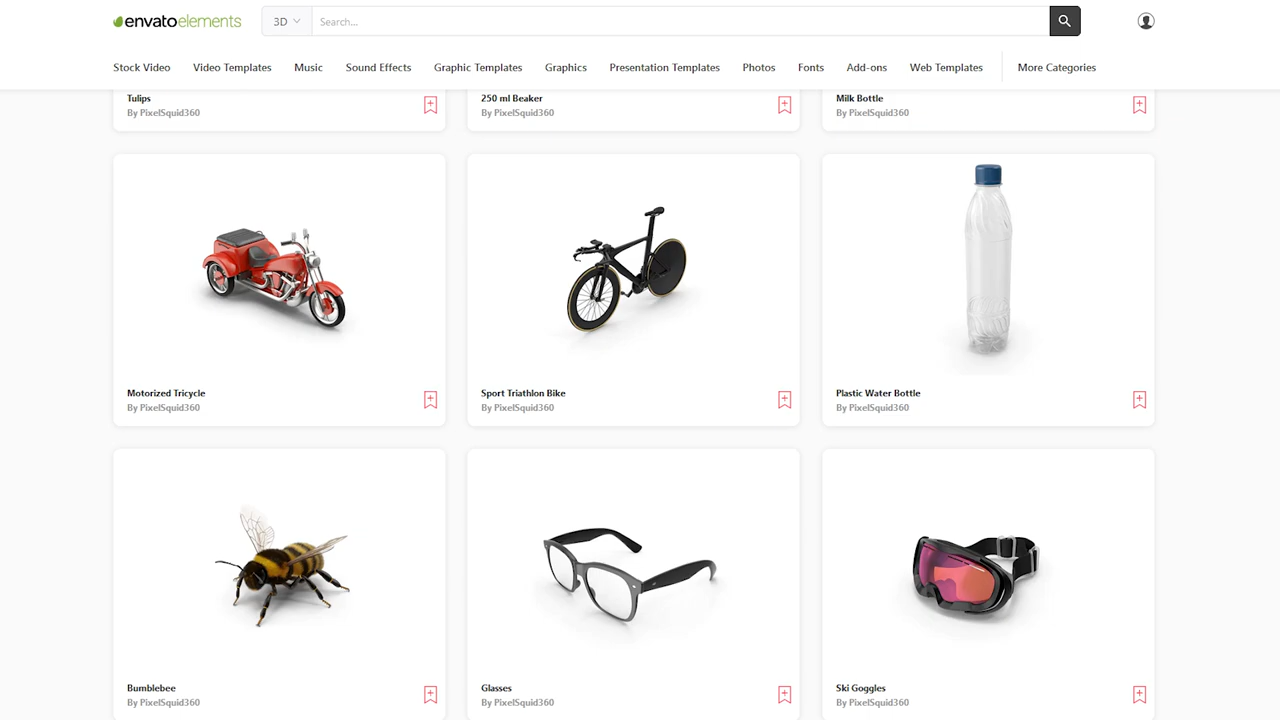 envatoelements
3D
Search...
Stock Video Video Templates Music Sound Effects Graphic Templates Graphics Presentation Templates Photos Fonts Add-ons Web Templates More Categories
Tulips
By PixelSquid360
250 ml Beaker
By PixelSquid360
Milk Bottle
By PixelSquid360
Motorized Tricycle
By PixelSquid360
Sport Triathlon Bike
By PixelSquid360
Plastic Water Bottle
By PixelSquid360
Bumblebee
By PixelSquid360
Glasses
By PixelSquid360
Ski Goggles
By PixelSquid360